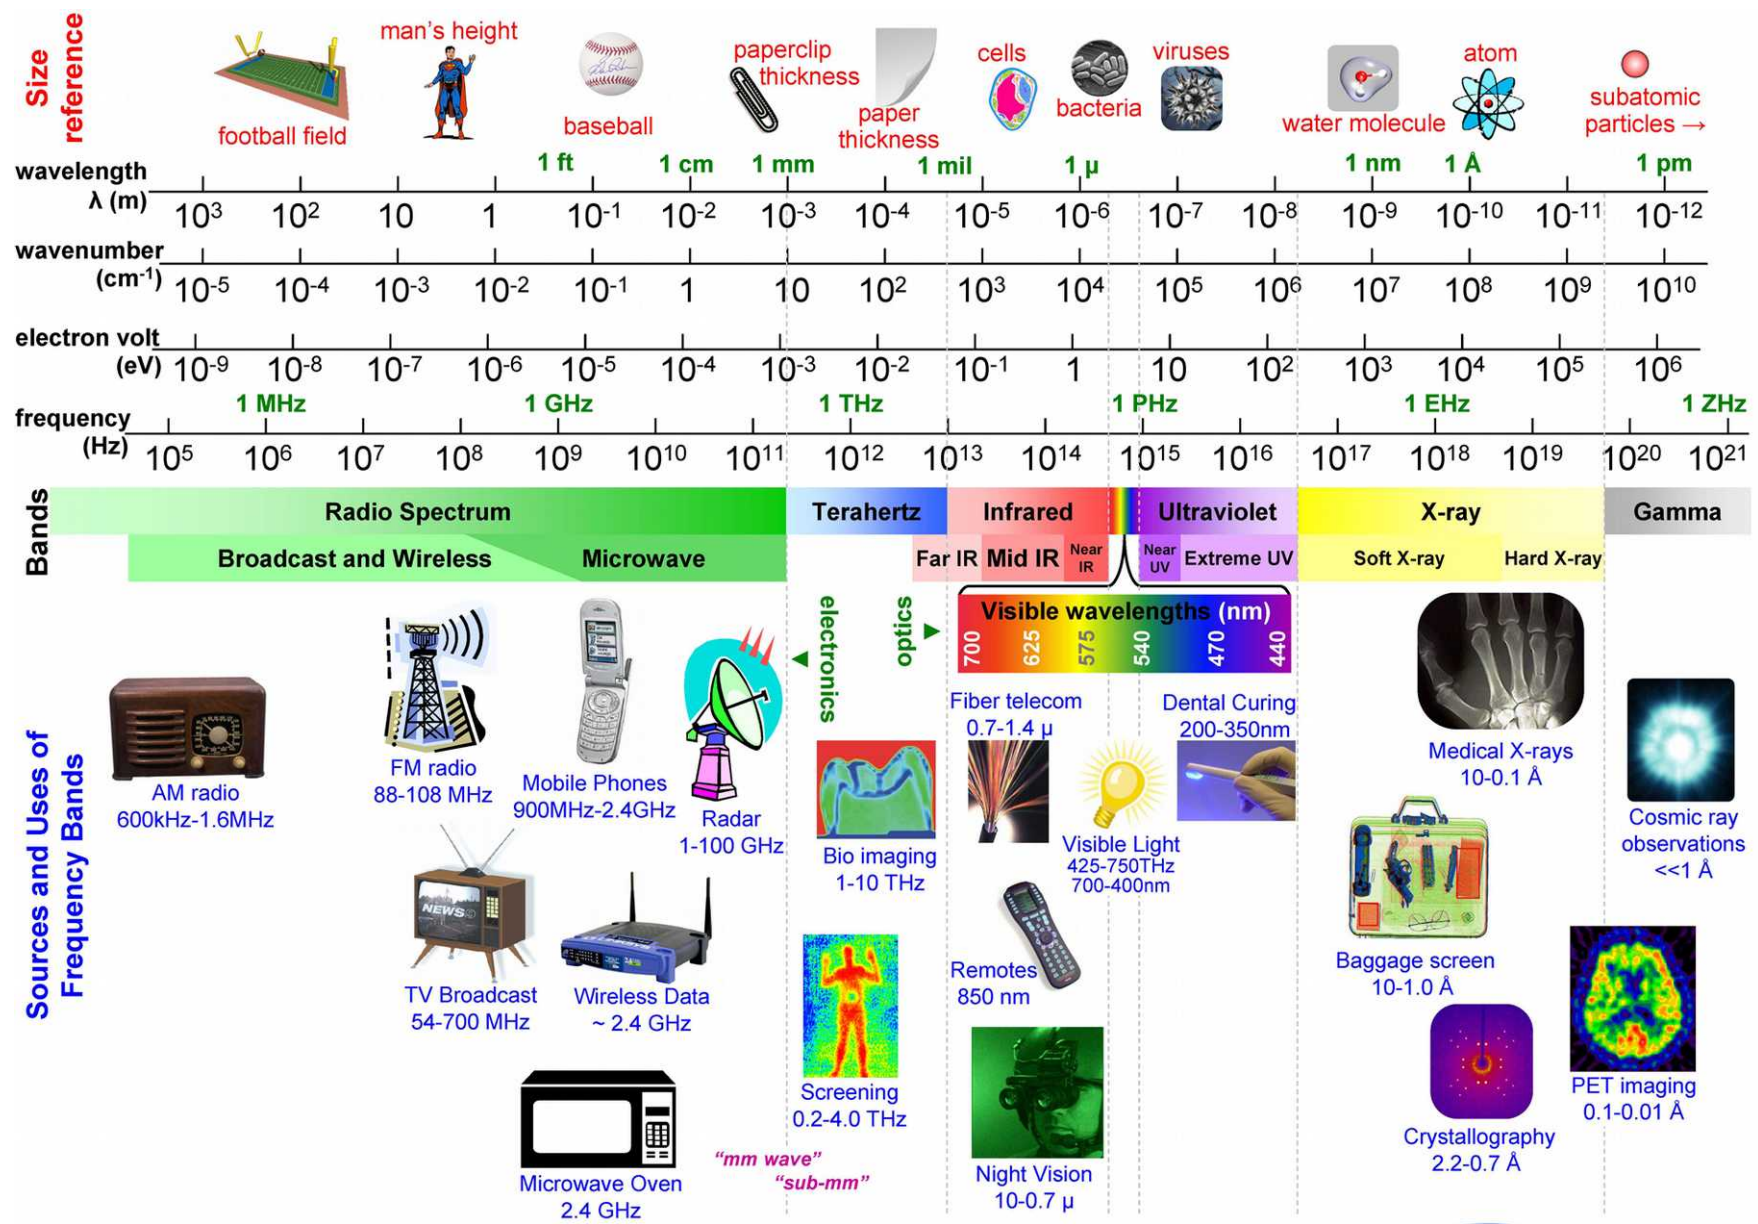 Size
reference
football field
man's height
baseball
paperclip
thickness
paper
thickness
cells
bacteria
viruses
water molecule
atom
subatomic
particles →
1 ft
1 cm
1 mm
1 mil
1 µ
1 nm
1 Å
1 pm
wavelength
λ (m)
10³ 10² 10 1 10⁻¹ 10⁻² 10⁻³ 10⁻⁴ 10⁻⁵ 10⁻⁶ 10⁻⁷ 10⁻⁸ 10⁻⁹ 10⁻¹⁰ 10⁻¹¹ 10⁻¹²
wavenumber
(cm⁻¹)
10⁻⁵ 10⁻⁴ 10⁻³ 10⁻² 10⁻¹ 1 10 10² 10³ 10⁴ 10⁵ 10⁶ 10⁷ 10⁸ 10⁹ 10¹⁰
electron volt
(eV)
10⁻⁹ 10⁻⁸ 10⁻⁷ 10⁻⁶ 10⁻⁵ 10⁻⁴ 10⁻³ 10⁻² 10⁻¹ 1 10 10² 10³ 10⁴ 10⁵ 10⁶
1 MHz 1 GHz 1 THz 1 PHz 1 EHz 1 ZHz
frequency
(Hz)
10⁵ 10⁶ 10⁷ 10⁸ 10⁹ 10¹⁰ 10¹¹ 10¹² 10¹³ 10¹⁴ 10¹⁵ 10¹⁶ 10¹⁷ 10¹⁸ 10¹⁹ 10²⁰ 10²¹
Bands
Radio Spectrum
Terahertz
Infrared
Ultraviolet
X-ray
Gamma
Broadcast and Wireless
Microwave
Far IR
Mid IR
Near
IR
Near
UV
Extreme UV
Soft X-ray
Hard X-ray
electronics
optics
Visible wavelengths (nm)
700 625 575 540 470 440
Sources and Uses of
Frequency Bands
AM radio
600kHz-1.6MHz
FM radio
88-108 MHz
Mobile Phones
900MHz-2.4GHz
Radar
1-100 GHz
TV Broadcast
54-700 MHz
NEWS
Wireless Data
~ 2.4 GHz
Microwave Oven
2.4 GHz
"mm wave"
"sub-mm"
Bio imaging
1-10 THz
Screening
0.2-4.0 THz
Fiber telecom
0.7-1.4 µ
Visible Light
425-750THz
700-400nm
Dental Curing
200-350nm
Remotes
850 nm
Night Vision
10-0.7 µ
Medical X-rays
10-0.1 Å
Baggage screen
10-1.0 Å
Crystallography
2.2-0.7 Å
Cosmic ray
observations
<<1 Å
PET imaging
0.1-0.01 Å